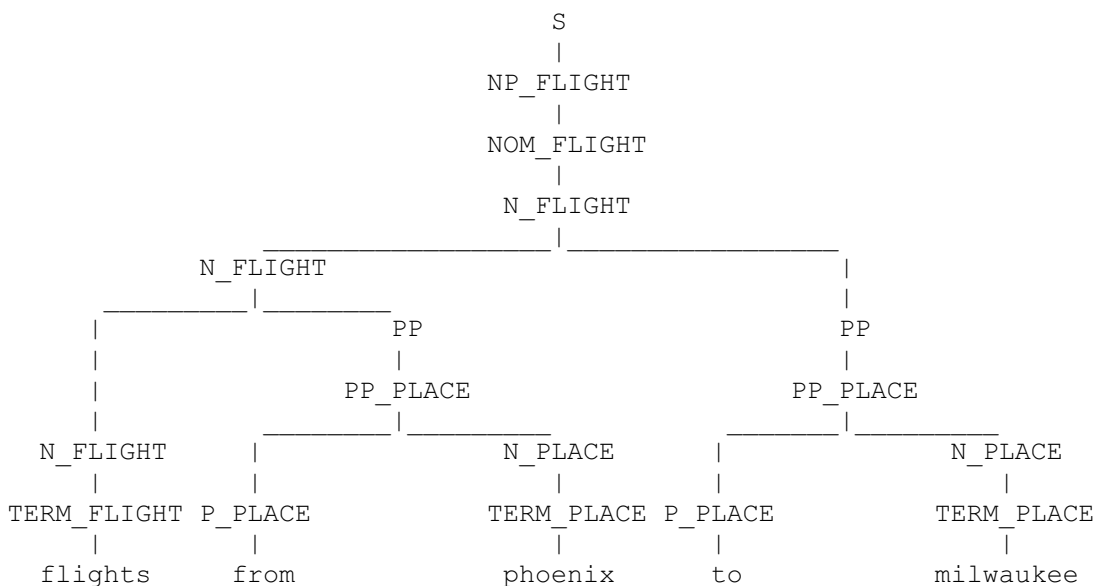 S
NP_FLIGHT
NOM_FLIGHT
N_FLIGHT
N_FLIGHT
PP PP
PP_PLACE PP_PLACE
N_FLIGHT N_PLACE N_PLACE
TERM_FLIGHT P_PLACE TERM_PLACE P_PLACE TERM_PLACE
flights from phoenix to milwaukee